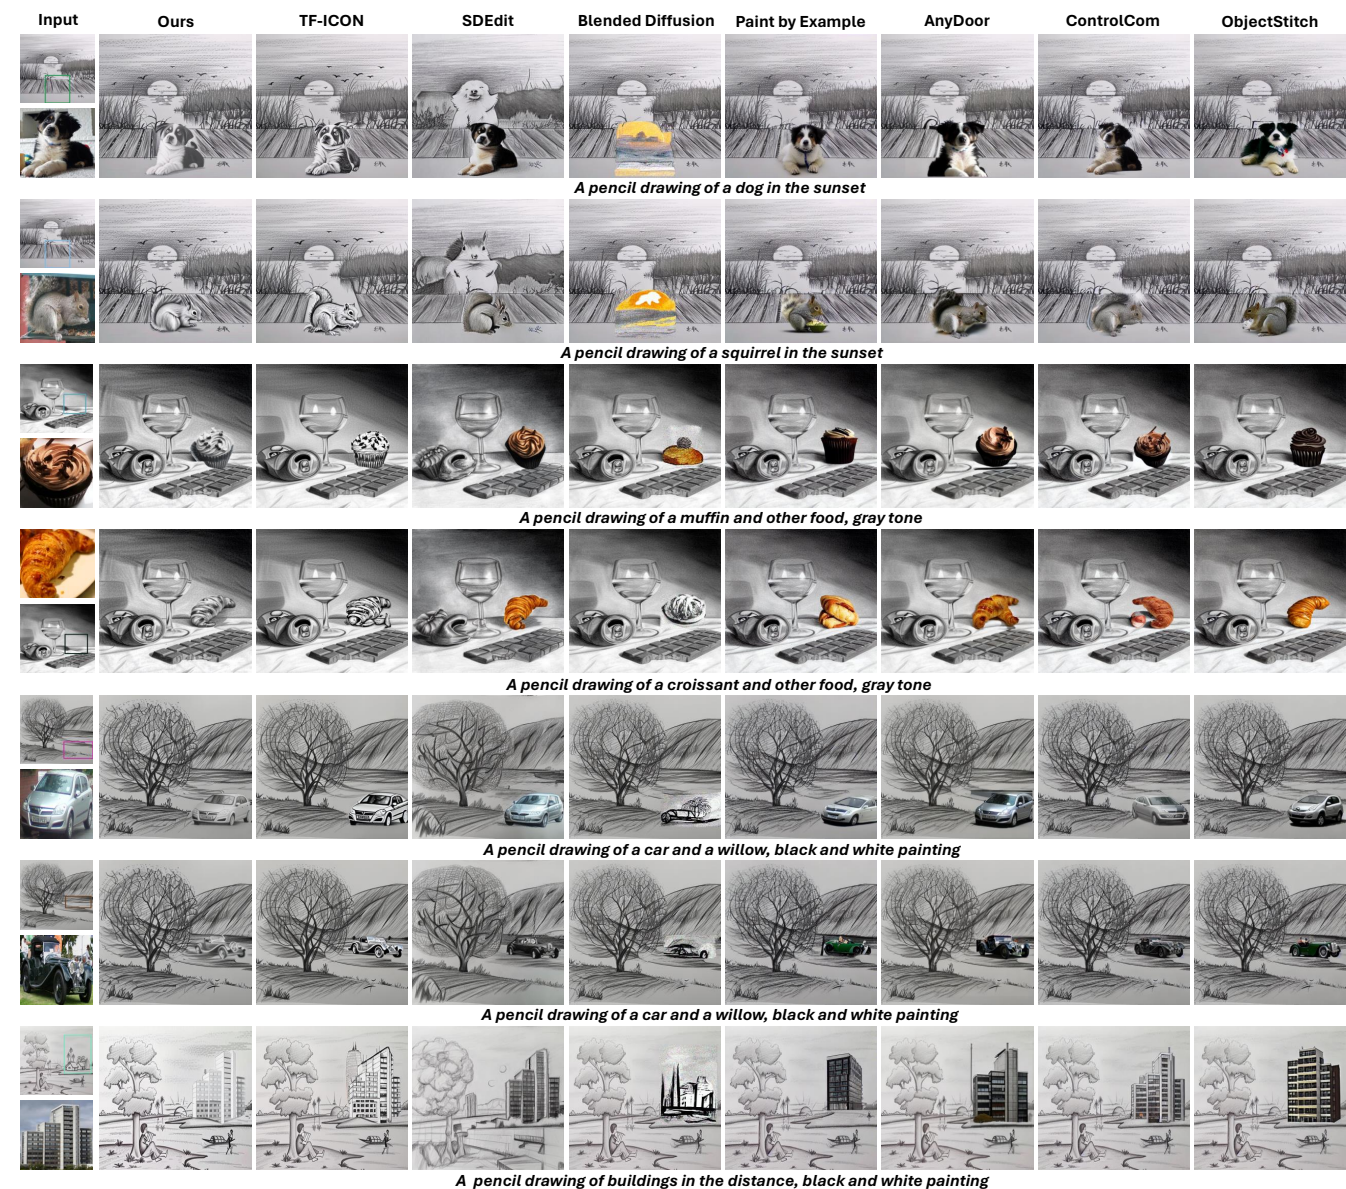 Input Ours TF-ICON SDEdit Blended Diffusion Paint by Example AnyDoor ControlCom ObjectStitch
A pencil drawing of a dog in the sunset
A pencil drawing of a squirrel in the sunset
A pencil drawing of a muffin and other food, gray tone
A pencil drawing of a croissant and other food, gray tone
A pencil drawing of a car and a willow, black and white painting
A pencil drawing of a car and a willow, black and white painting
A pencil drawing of buildings in the distance, black and white painting